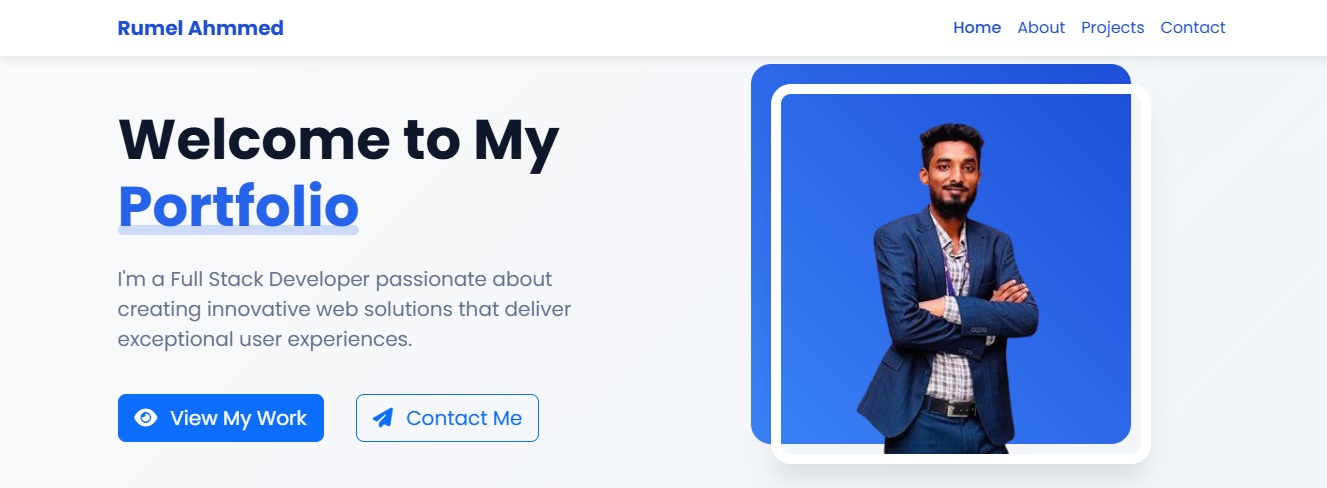 Rumel Ahmmed
Home About Projects Contact
Welcome to My
Portfolio
I'm a Full Stack Developer passionate about
creating innovative web solutions that deliver
exceptional user experiences.
View My Work
Contact Me